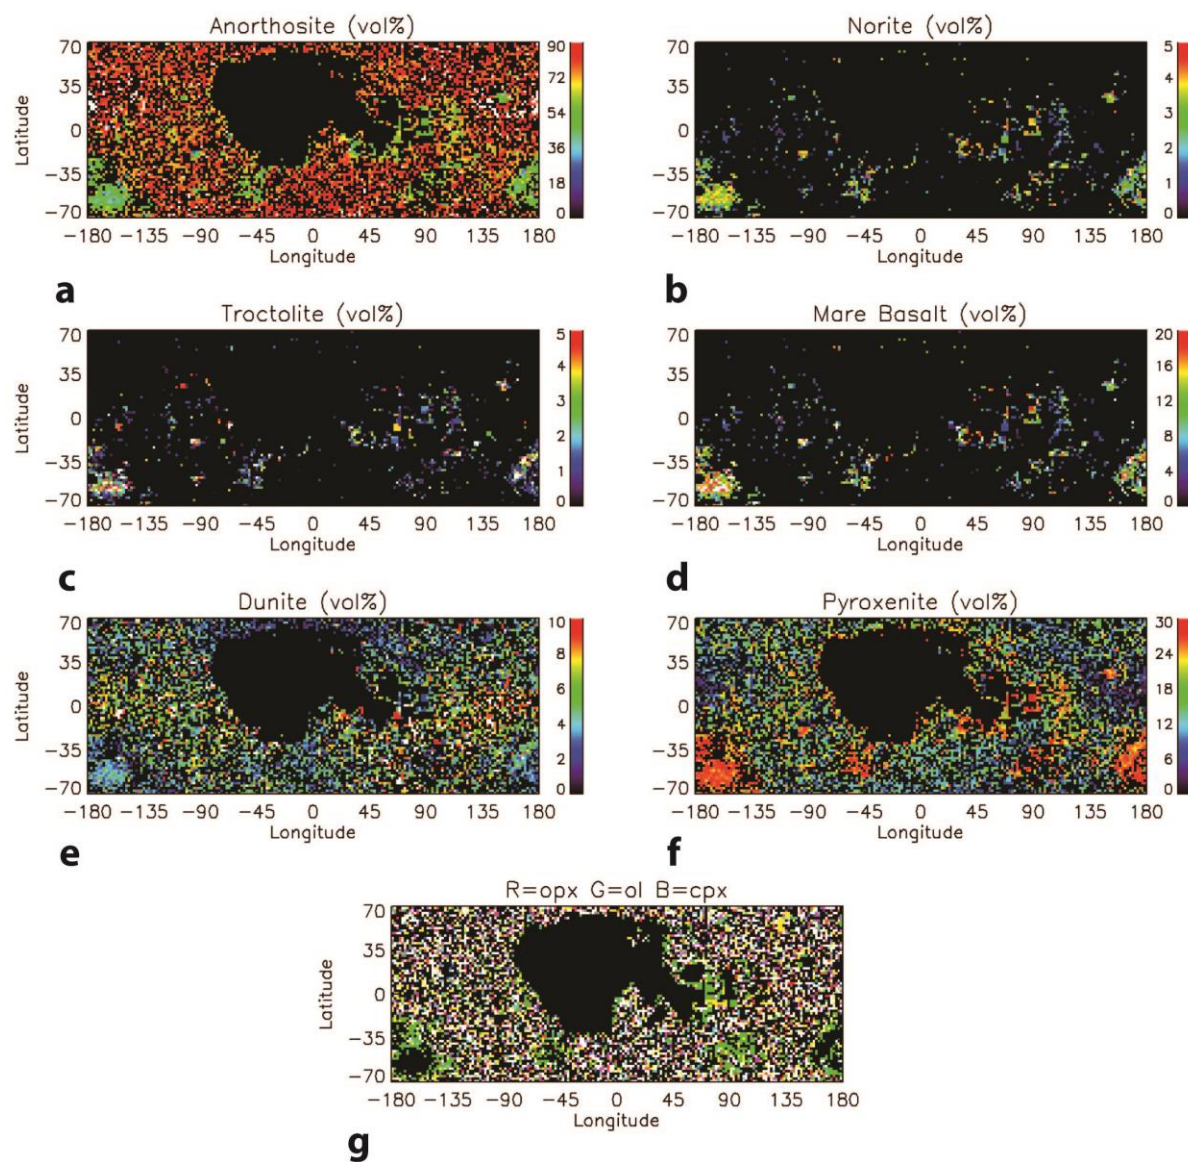 Anorthosite (vol%)
70
35
0
−35
−70
Latitude
−180 −135 −90 −45 0 45 90 135 180
Longitude
90
72
54
36
18
0
a
Norite (vol%)
70
35
0
−35
−70
Latitude
−180 −135 −90 −45 0 45 90 135 180
Longitude
5
4
3
2
1
0
b
Troctolite (vol%)
70
35
0
−35
−70
Latitude
−180 −135 −90 −45 0 45 90 135 180
Longitude
5
4
3
2
1
0
c
Mare Basalt (vol%)
70
35
0
−35
−70
Latitude
−180 −135 −90 −45 0 45 90 135 180
Longitude
20
16
12
8
4
0
d
Dunite (vol%)
70
35
0
−35
−70
Latitude
−180 −135 −90 −45 0 45 90 135 180
Longitude
10
8
6
4
2
0
e
Pyroxenite (vol%)
70
35
0
−35
−70
Latitude
−180 −135 −90 −45 0 45 90 135 180
Longitude
30
24
18
12
6
0
f
R=opx G=ol B=cpx
70
35
0
−35
−70
Latitude
−180 −135 −90 −45 0 45 90 135 180
Longitude
g